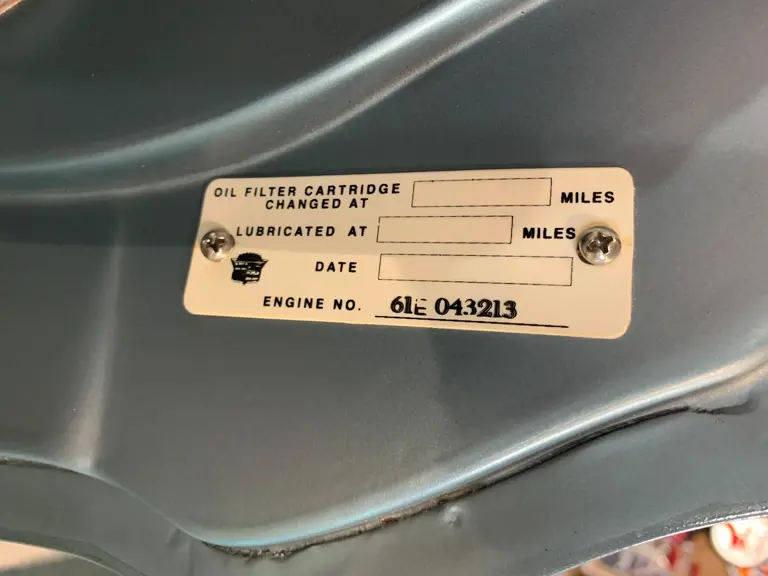 OIL FILTER CARTRIDGE
CHANGED AT MILES
LUBRICATED AT MILES
DATE
ENGINE NO. 61E 043213